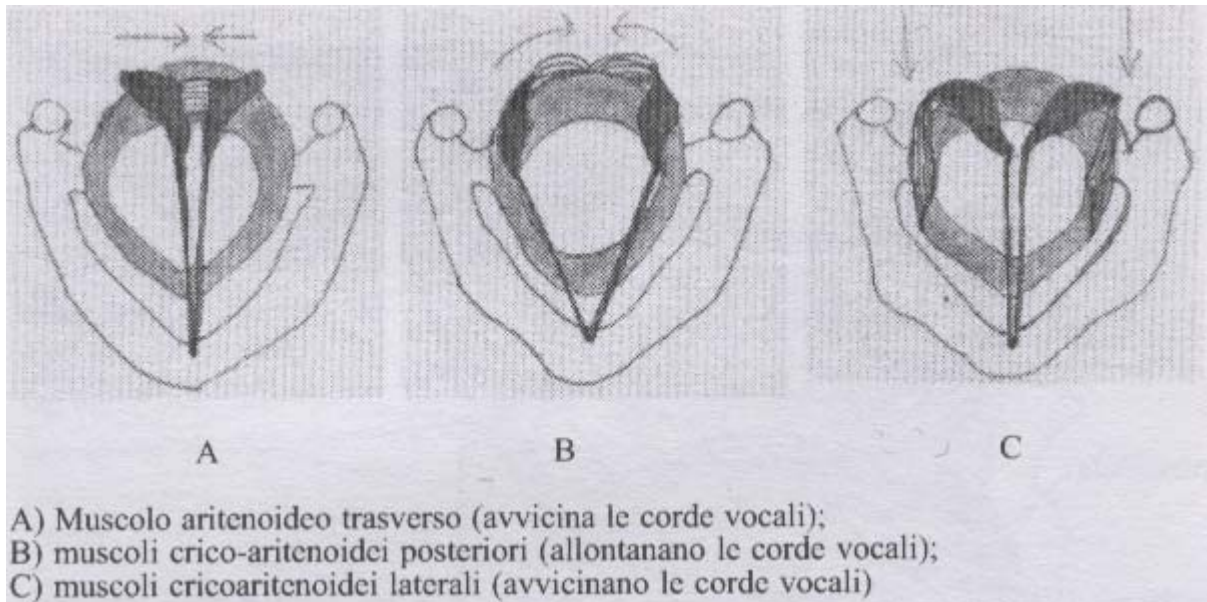 A B C
A) Muscolo aritenoideo trasverso (avvicina le corde vocali);
B) muscoli crico-aritenoidei posteriori (allontanano le corde vocali);
C) muscoli cricoaritenoidei laterali (avvicinano le corde vocali)